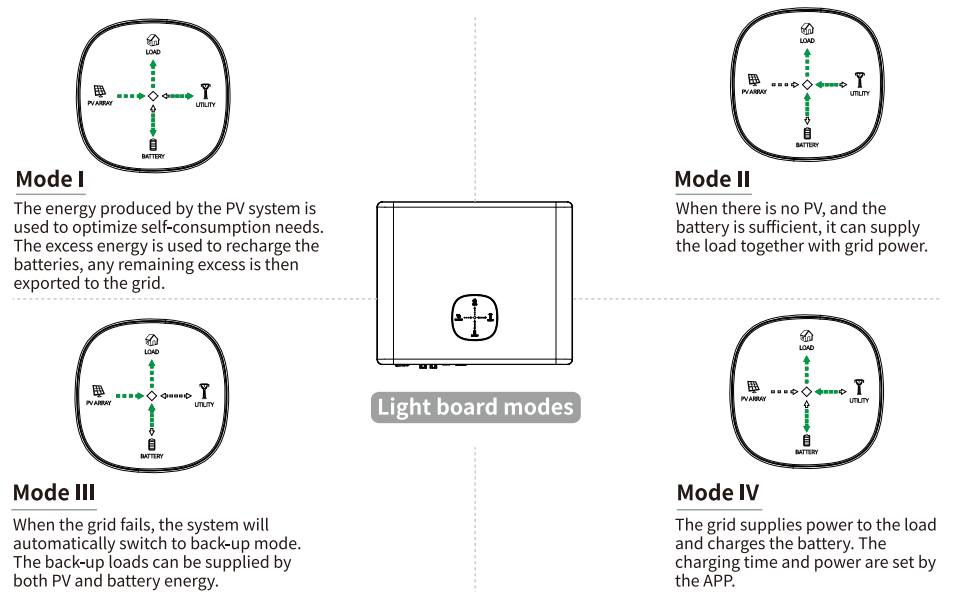 LOAD
PV ARRAY
UTILITY
BATTERY
Mode I
The energy produced by the PV system is
used to optimize self-consumption needs.
The excess energy is used to recharge the
batteries, any remaining excess is then
exported to the grid.
LOAD
PV ARRAY
UTILITY
BATTERY
Mode II
When there is no PV, and the
battery is sufficient, it can supply
the load together with grid power.
Light board modes
LOAD
PV ARRAY
UTILITY
BATTERY
Mode III
When the grid fails, the system will
automatically switch to back-up mode.
The back-up loads can be supplied by
both PV and battery energy.
LOAD
PV ARRAY
UTILITY
BATTERY
Mode IV
The grid supplies power to the load
and charges the battery. The
charging time and power are set by
the APP.